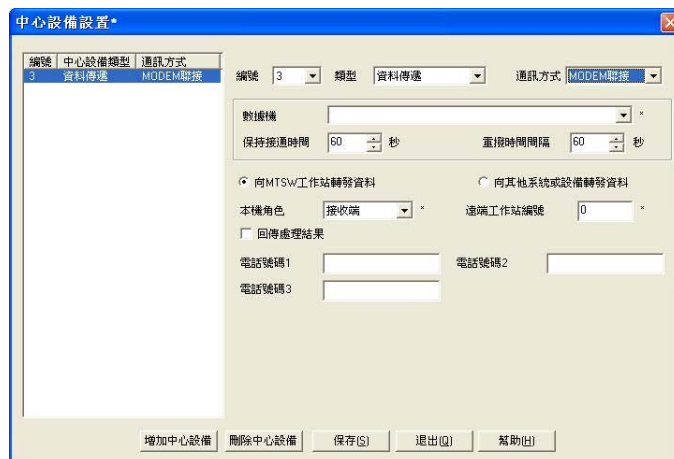 中心設備設置*
編號 中心設備類型 通訊方式
3 資料傳遞 MODEM聯接
編號 3 類型 資料傳遞 通訊方式 MODEM聯接
數據機 *
保持接通時間 60 秒 重撥時間間隔 60 秒
向MTSW工作站轉發資料 向其他系統或設備轉發資料
本機角色 接收端 * 遠端工作站編號 0 *
回傳處理結果
電話號碼1 電話號碼2
電話號碼3
增加中心設備 刪除中心設備 保存(S) 退出(Q) 幫助(H)